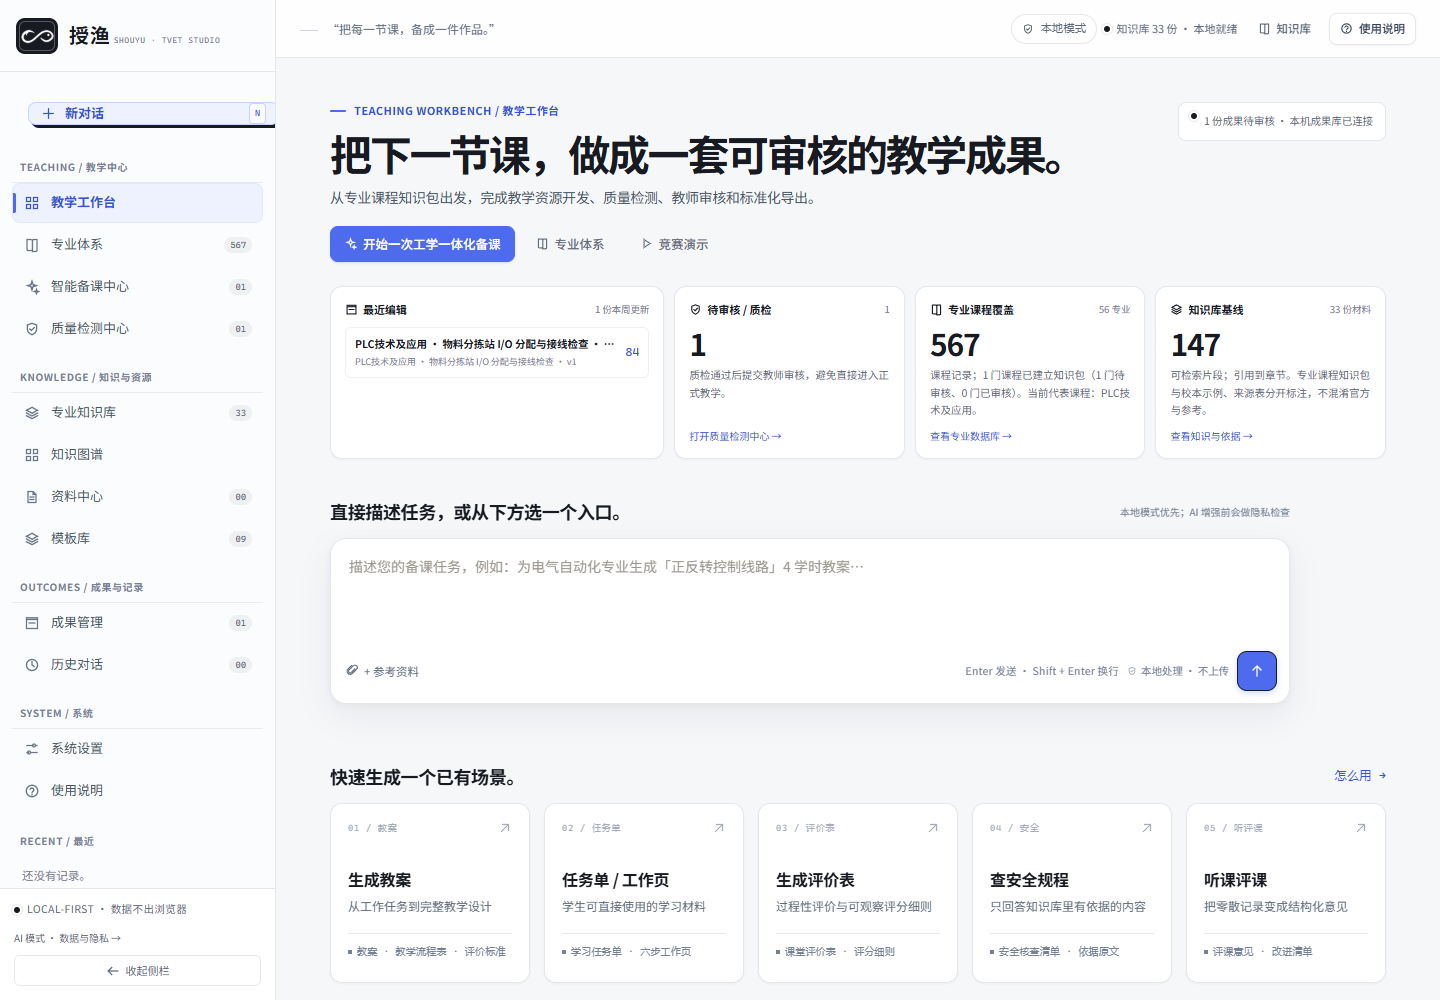 授渔 SHOUYU · TVET STUDIO
“把每一节课，备成一件作品。”
本地模式
知识库 33 份 · 本地就绪
知识库
使用说明
新对话
N
TEACHING / 教学中心
教学工作台
专业体系
567
智能备课中心
01
质量检测中心
01
KNOWLEDGE / 知识与资源
专业知识库
33
知识图谱
资料中心
00
模板库
09
OUTCOMES / 成果与记录
成果管理
01
历史对话
00
SYSTEM / 系统
系统设置
使用说明
RECENT / 最近
还没有记录。
LOCAL-FIRST · 数据不出浏览器
AI 模式 · 数据与隐私 →
← 收起侧栏
TEACHING WORKBENCH / 教学工作台
1 份成果待审核 · 本机成果库已连接
把下一节课，做成一套可审核的教学成果。
从专业课程知识包出发，完成教学资源开发、质量检测、教师审核和标准化导出。
开始一次工学一体化备课
专业体系
竞赛演示
最近编辑
1 份本周更新
PLC技术及应用 · 物料分拣站 I/O 分配与接线检查 · …
PLC技术及应用 · 物料分拣站 I/O 分配与接线检查 · v1
84
待审核 / 质检
1
1
质检通过后提交教师审核，避免直接进入正
式教学。
打开质量检测中心 →
专业课程覆盖
56 专业
567
课程记录；1 门课程已建立知识包（1 门待
审核、0 门已审核）。当前代表课程：PLC技
术及应用。
查看专业数据库 →
知识库基线
33 份材料
147
可检索片段；引用到章节。专业课程知识包
与校本示例、来源表分开标注，不混淆官方
与参考。
查看知识与依据 →
直接描述任务，或从下方选一个入口。
本地模式优先；AI 增强前会做隐私检查
描述您的备课任务，例如：为电气自动化专业生成「正反转控制线路」4 学时教案…
+ 参考资料
Enter 发送 · Shift + Enter 换行
本地处理 · 不上传
快速生成一个已有场景。
怎么用 →
01 / 教案
生成教案
从工作任务到完整教学设计
教案 · 教学流程表 · 评价标准
02 / 任务单
任务单 / 工作页
学生可直接使用的学习材料
学习任务单 · 六步工作页
03 / 评价表
生成评价表
过程性评价与可观察评分细则
课堂评价表 · 评分细则
04 / 安全
查安全规程
只回答知识库里有依据的内容
安全核查清单 · 依据原文
05 / 听评课
听课评课
把零散记录变成结构化意见
评课意见 · 改进清单